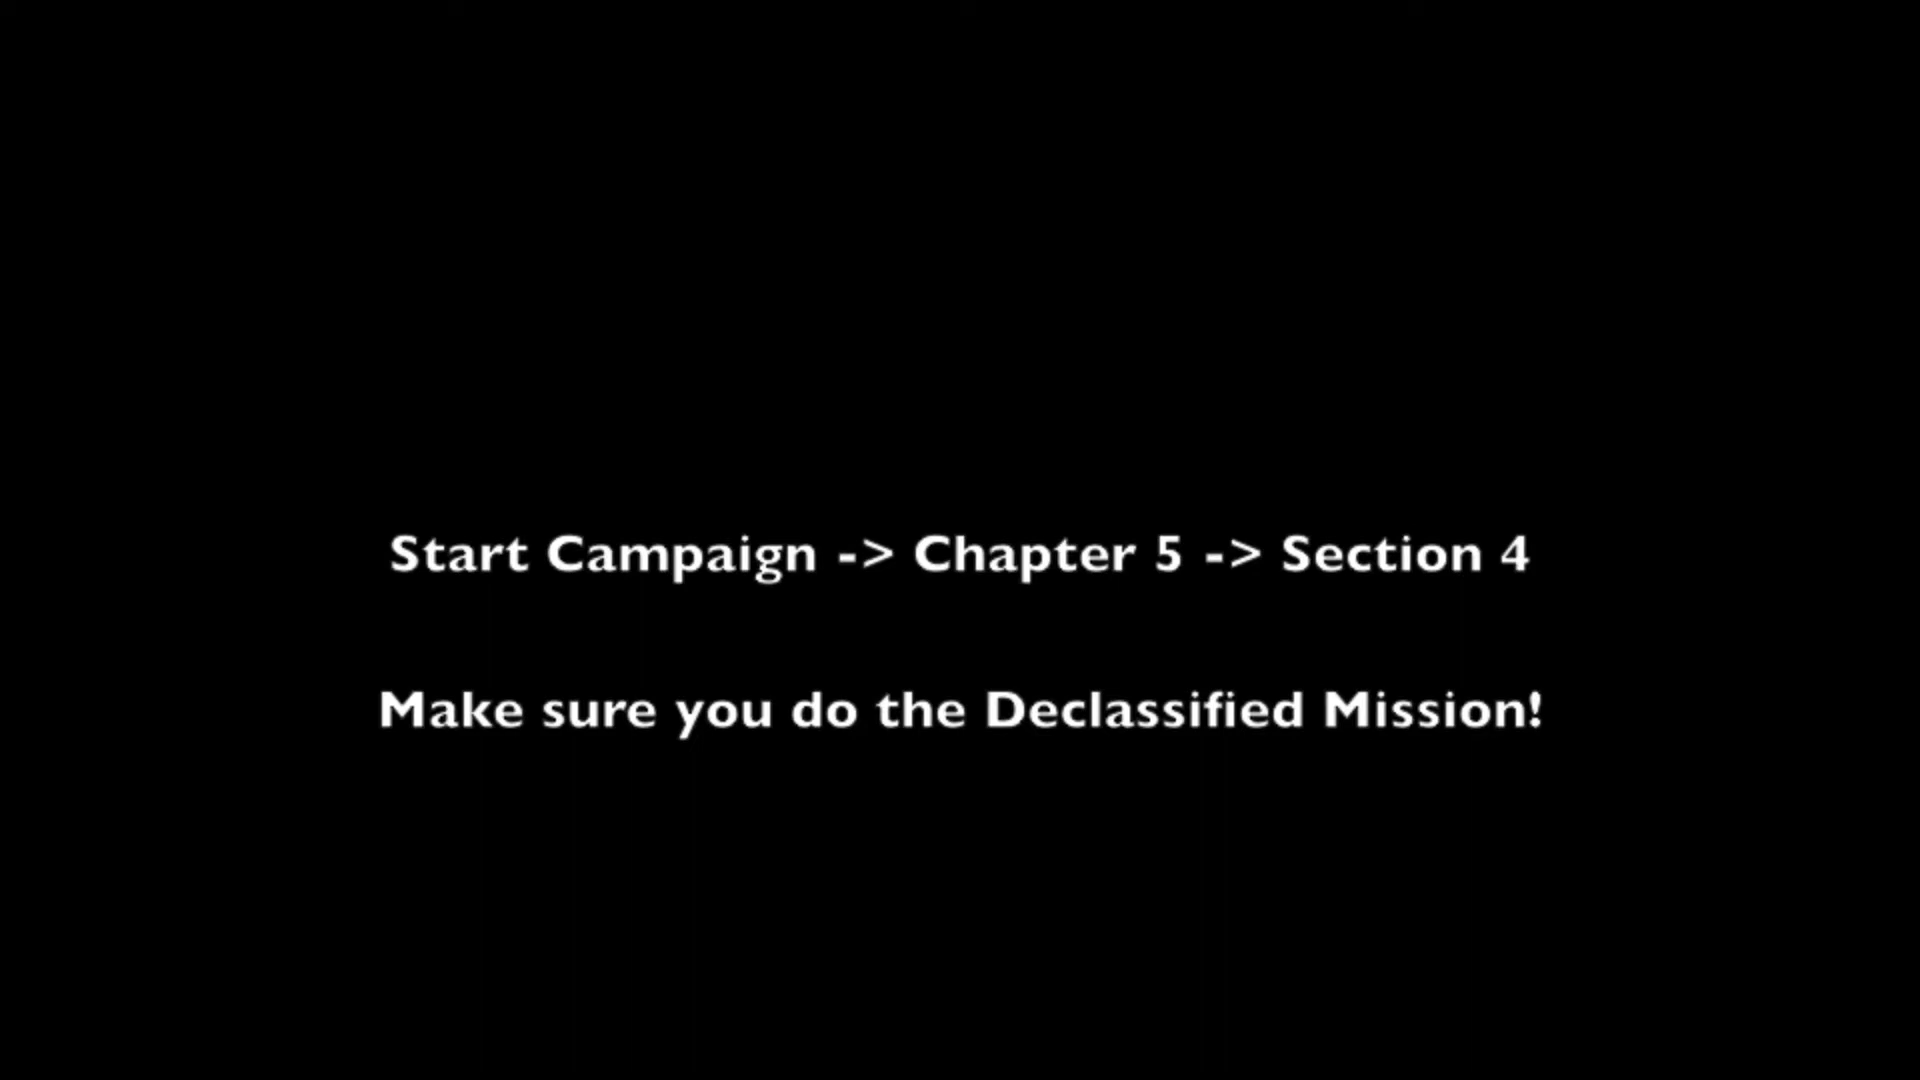 Start Campaign -> Chapter 5 -> Section 4
Make sure you do the Declassified Mission!